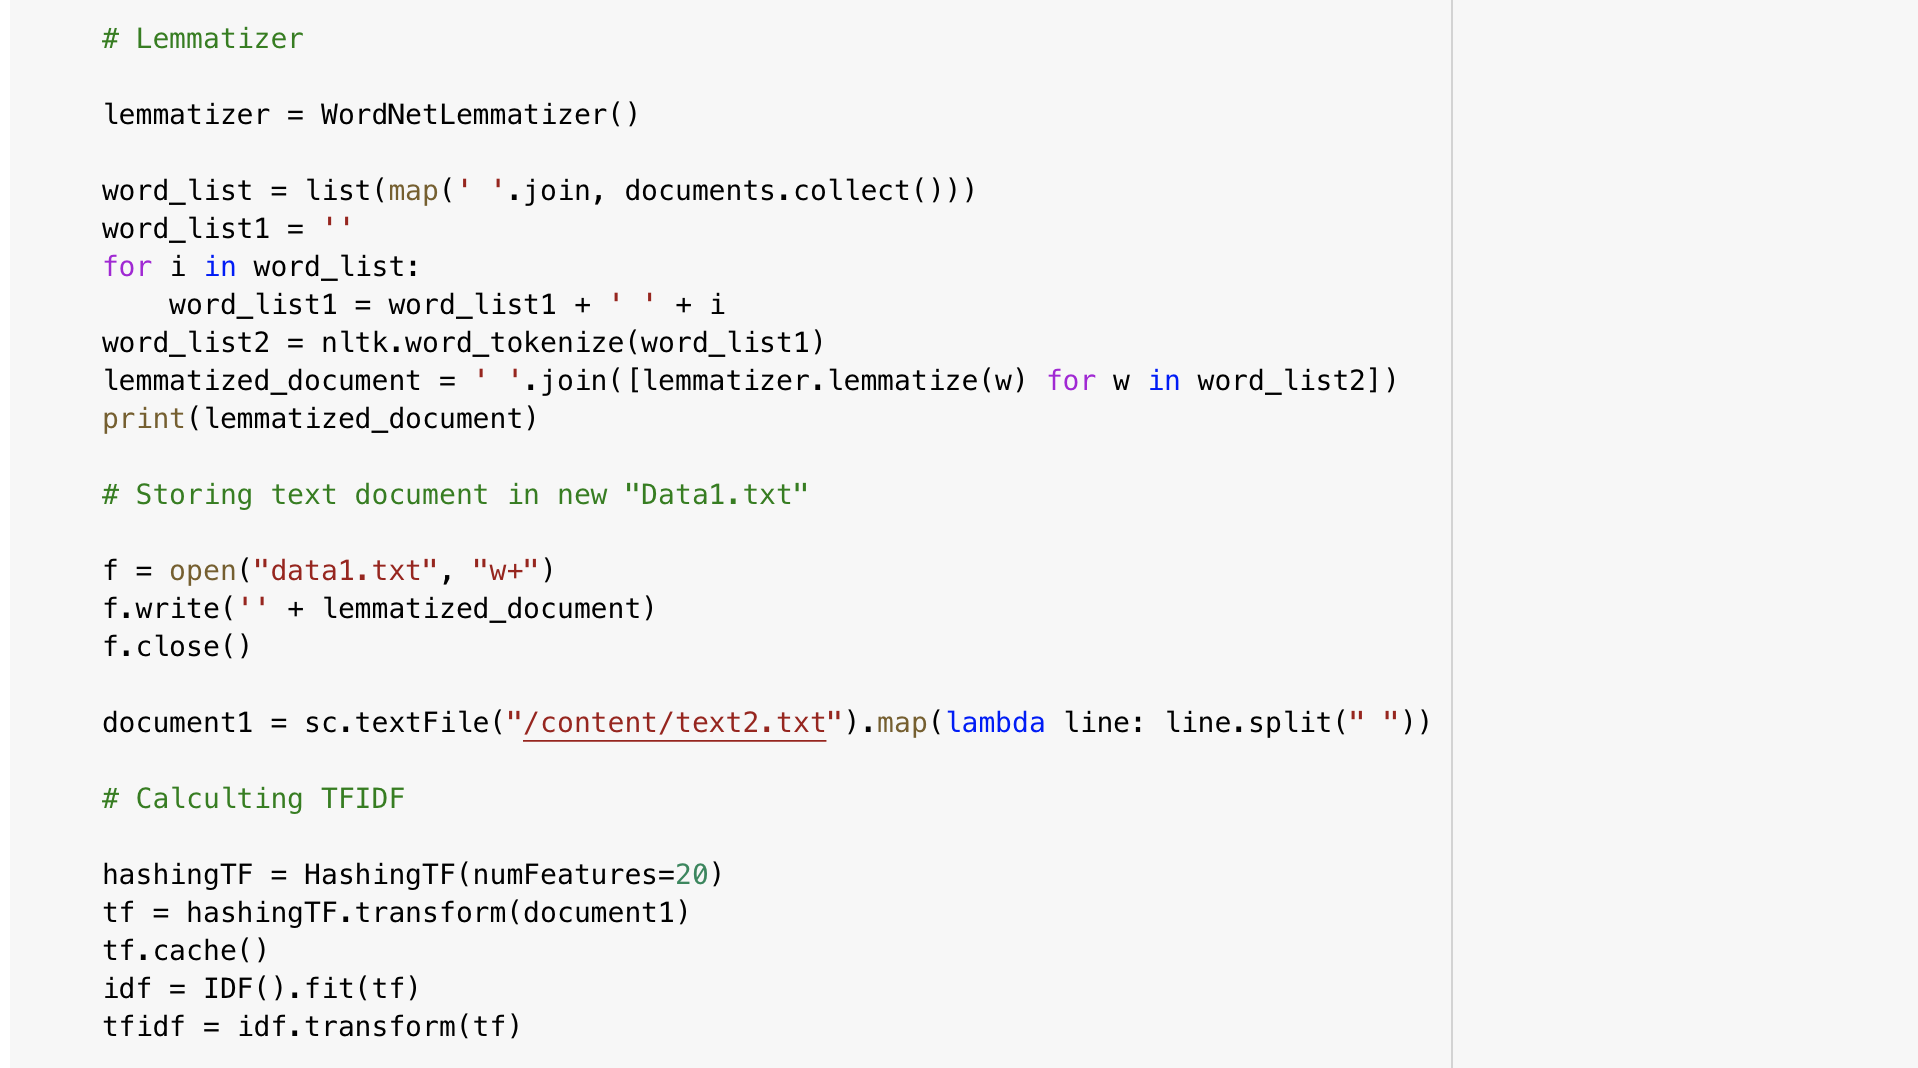 # Lemmatizer
lemmatizer = WordNetLemmatizer()
word_list = list(map(' '.join, documents.collect()))
word_list1 = ''
for i in word_list:
    word_list1 = word_list1 + ' ' + i
word_list2 = nltk.word_tokenize(word_list1)
lemmatized_document = ' '.join([lemmatizer.lemmatize(w) for w in word_list2])
print(lemmatized_document)
# Storing text document in new "Data1.txt"
f = open("data1.txt", "w+")
f.write('' + lemmatized_document)
f.close()
document1 = sc.textFile("/content/text2.txt").map(lambda line: line.split(" "))
# Calculting TFIDF
hashingTF = HashingTF(numFeatures=20)
tf = hashingTF.transform(document1)
tf.cache()
idf = IDF().fit(tf)
tfidf = idf.transform(tf)